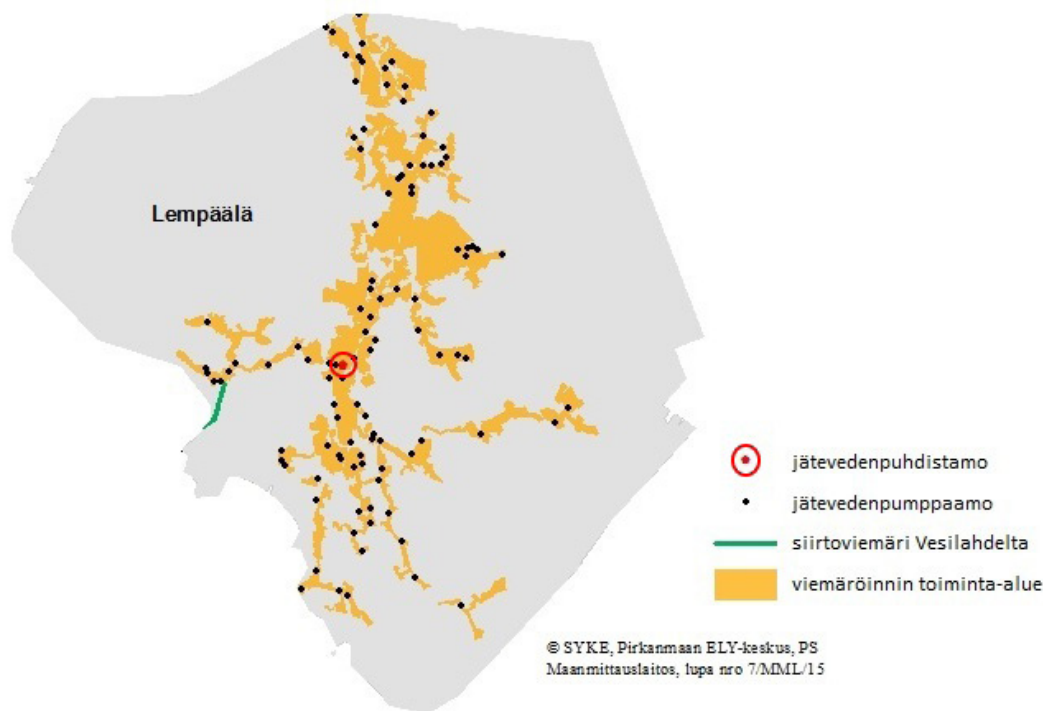 Lempäälä
jätevedenpuhdistamo
jätevedenpumppaamo
siirtoviemäri Vesilahdelta
viemäröinnin toiminta-alue
© SYKE, Pirkanmaan ELY-keskus, PS
Maanmittauslaitos, lupa nro 7/MML/15